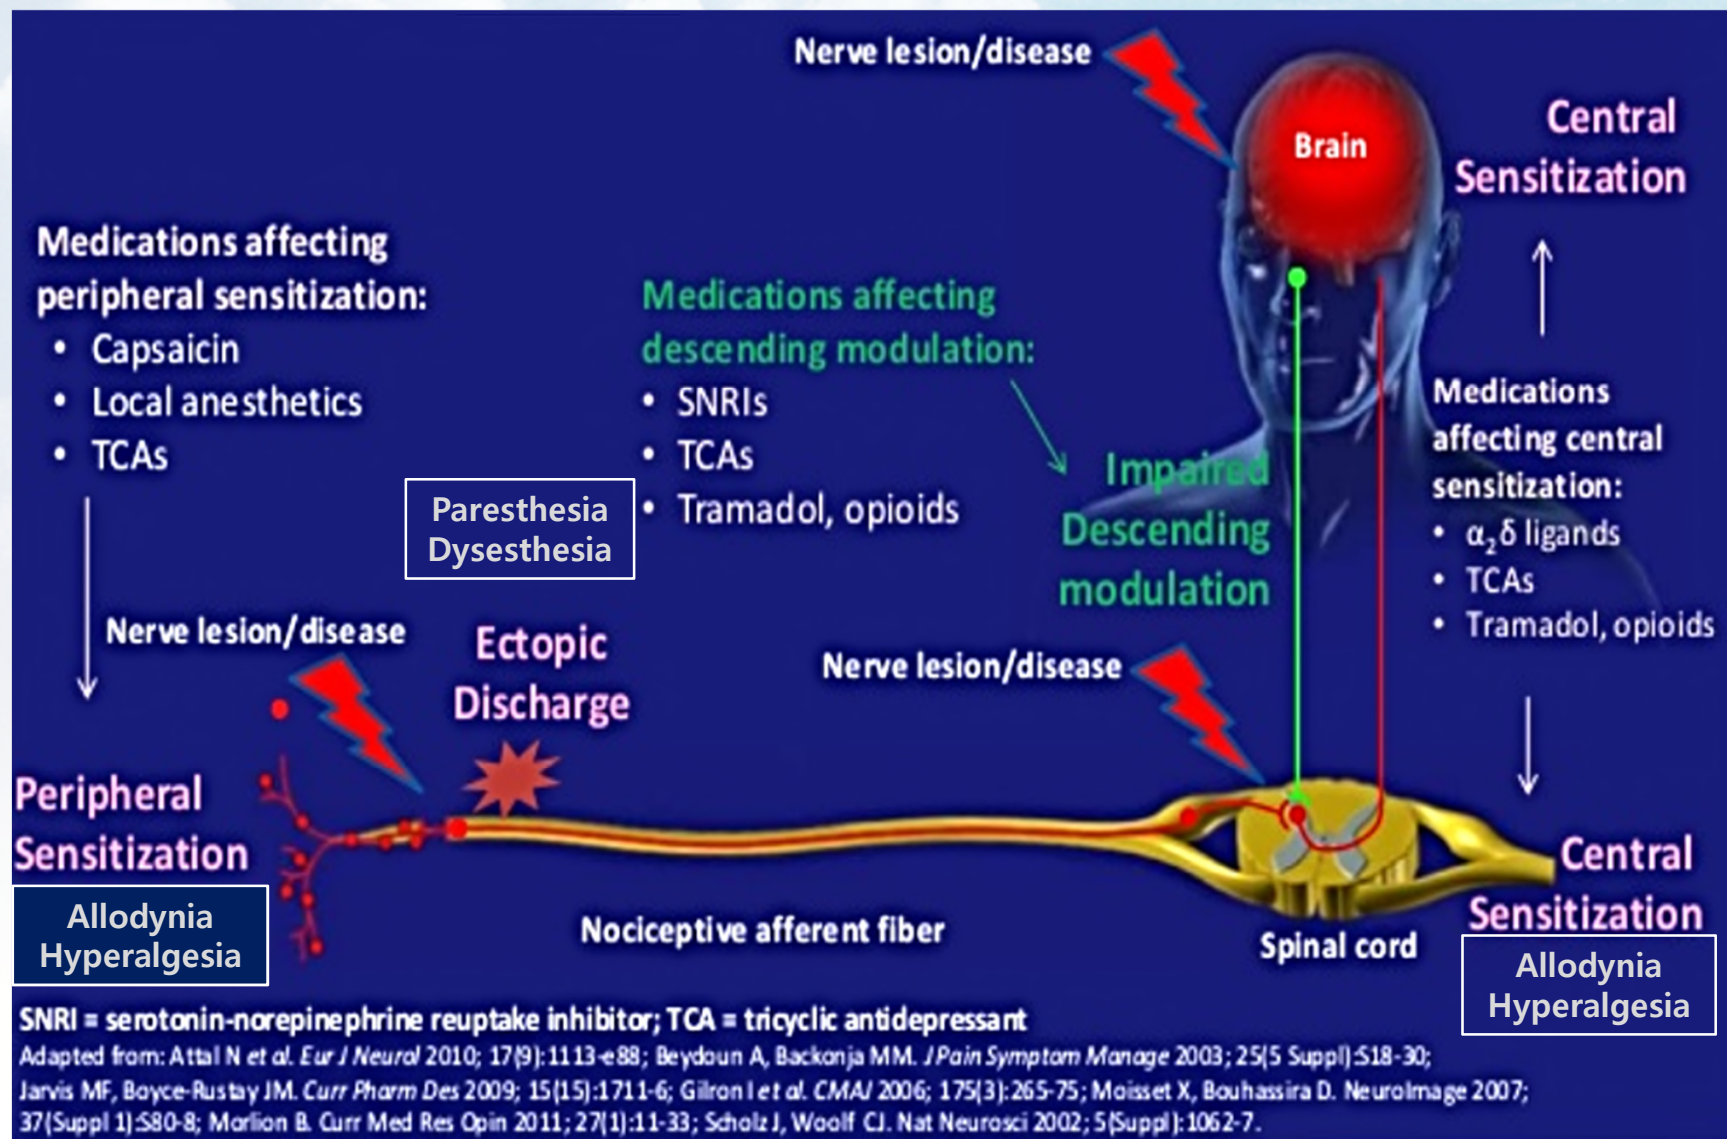 Nerve lesion/disease
Brain
Central
Sensitization
Medications affecting
peripheral sensitization:
• Capsaicin
• Local anesthetics
• TCAs
Medications affecting
descending modulation:
• SNRIs
• TCAs
• Tramadol, opioids
Impaired
Descending
modulation
Medications
affecting central
sensitization:
• α₂δ ligands
• TCAs
• Tramadol, opioids
Paresthesia
Dysesthesia
Nerve lesion/disease
Ectopic
Discharge
Nerve lesion/disease
Peripheral
Sensitization
Allodynia
Hyperalgesia
Nociceptive afferent fiber
Spinal cord
Central
Sensitization
Allodynia
Hyperalgesia
SNRI = serotonin-norepinephrine reuptake inhibitor; TCA = tricyclic antidepressant
Adapted from: Attal N et al. Eur J Neurol 2010; 17(9):1113-e88; Beydoun A, Backonja MM. J Pain Symptom Manage 2003; 25(5 Suppl):S18-30;
Jarvis MF, Boyce-Rustay JM. Curr Pharm Des 2009; 15(15):1711-6; Gilron I et al. CMAJ 2006; 175(3):265-75; Moisset X, Bouhassira D. NeuroImage 2007;
37(Suppl 1):S80-8; Morlion B. Curr Med Res Opin 2011; 27(1):11-33; Scholz J, Woolf CJ. Nat Neurosci 2002; 5(Suppl):1062-7.